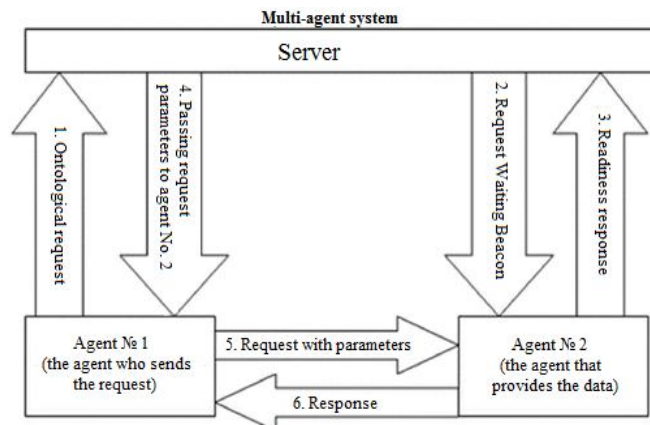 Multi-agent system
Server
1. Ontological
request
4. Passing request
parameters to agent No. 2
2. Request Waiting
Beacon
3. Readiness response
Agent № 1
(the agent who sends
the request)
5. Request with parameters
Agent № 2
(the agent that
provides the data)
6. Response